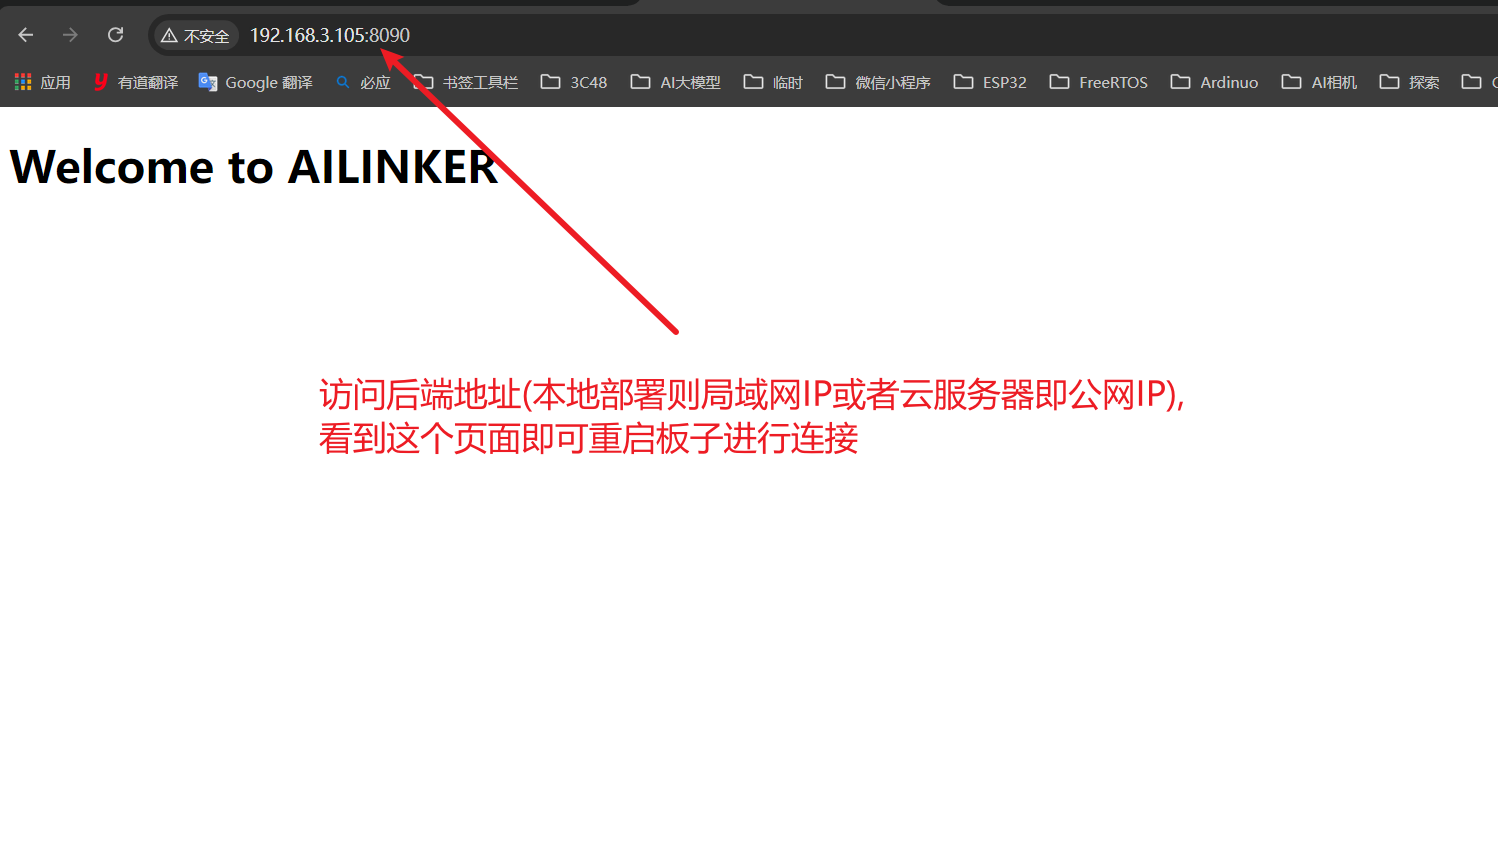 不安全 192.168.3.105:8090
应用 有道翻译 Google 翻译 必应 书签工具栏 3C48 AI大模型 临时 微信小程序 ESP32 FreeRTOS Ardinuo AI相机 探索
Welcome to AILINKER
访问后端地址(本地部署则局域网IP或者云服务器即公网IP),
看到这个页面即可重启板子进行连接